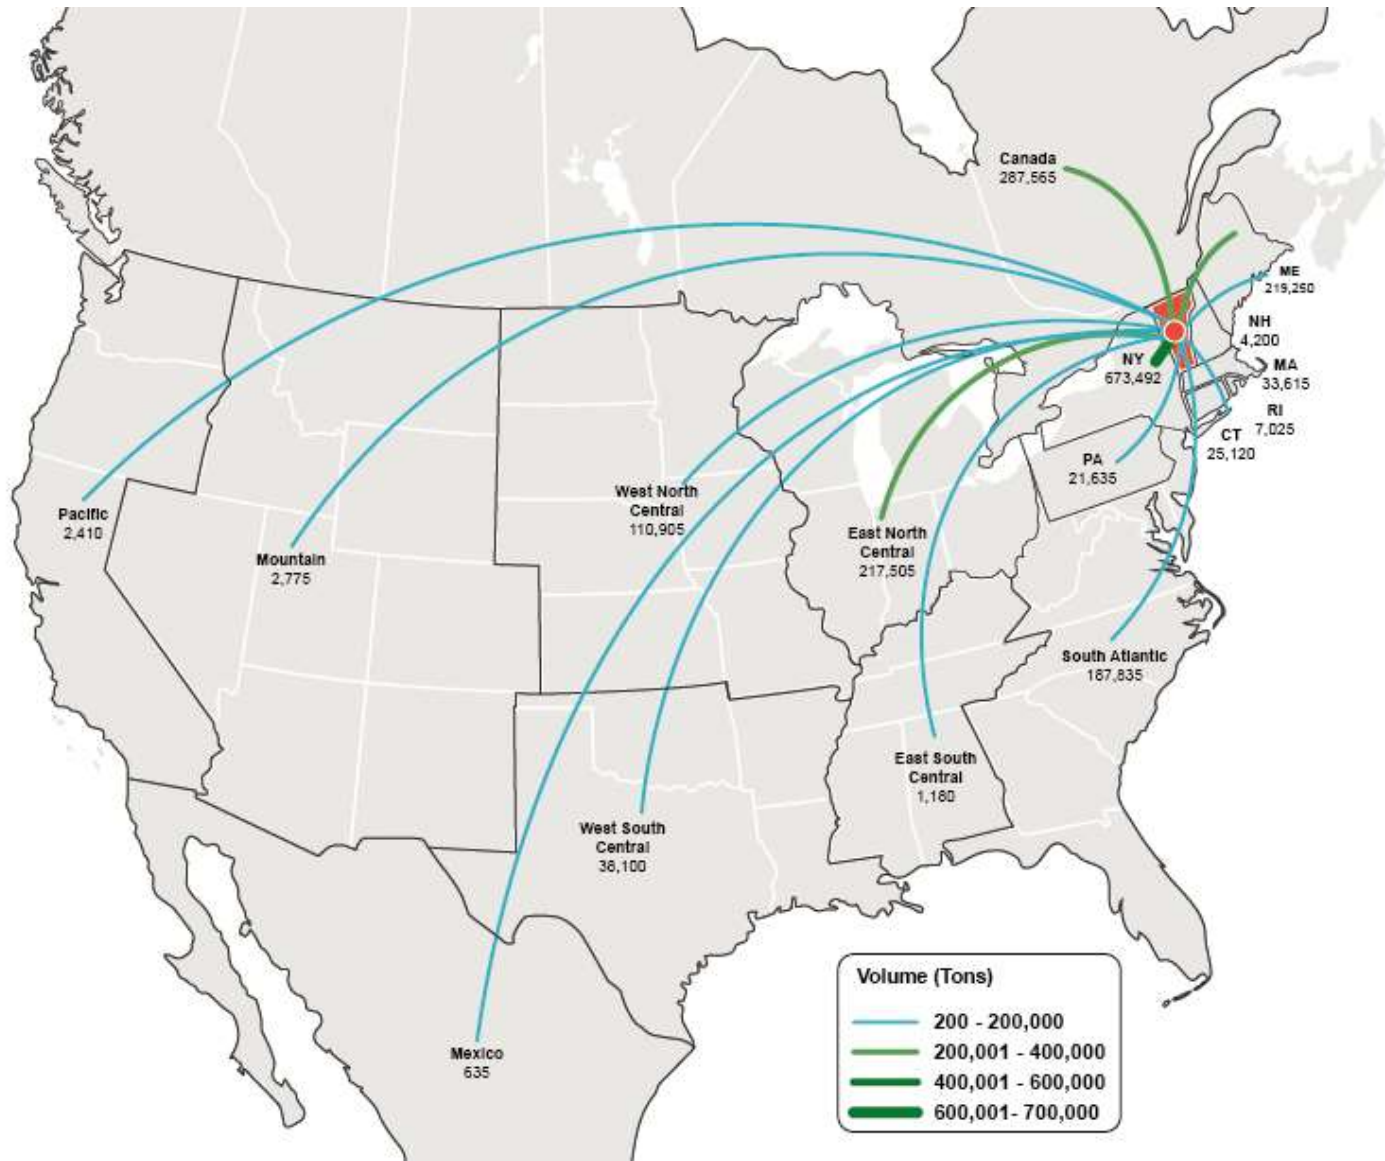 Canada
287,565
ME
219,250
NH
4,200
NY
673,492
MA
33,615
RI
7,025
CT
25,120
PA
21,635
Pacific
2,410
Mountain
2,775
West North
Central
110,905
East North
Central
217,505
South Atlantic
187,835
East South
Central
1,180
West South
Central
38,100
Mexico
635
Volume (Tons)
200 - 200,000
200,001 - 400,000
400,001 - 600,000
600,001- 700,000